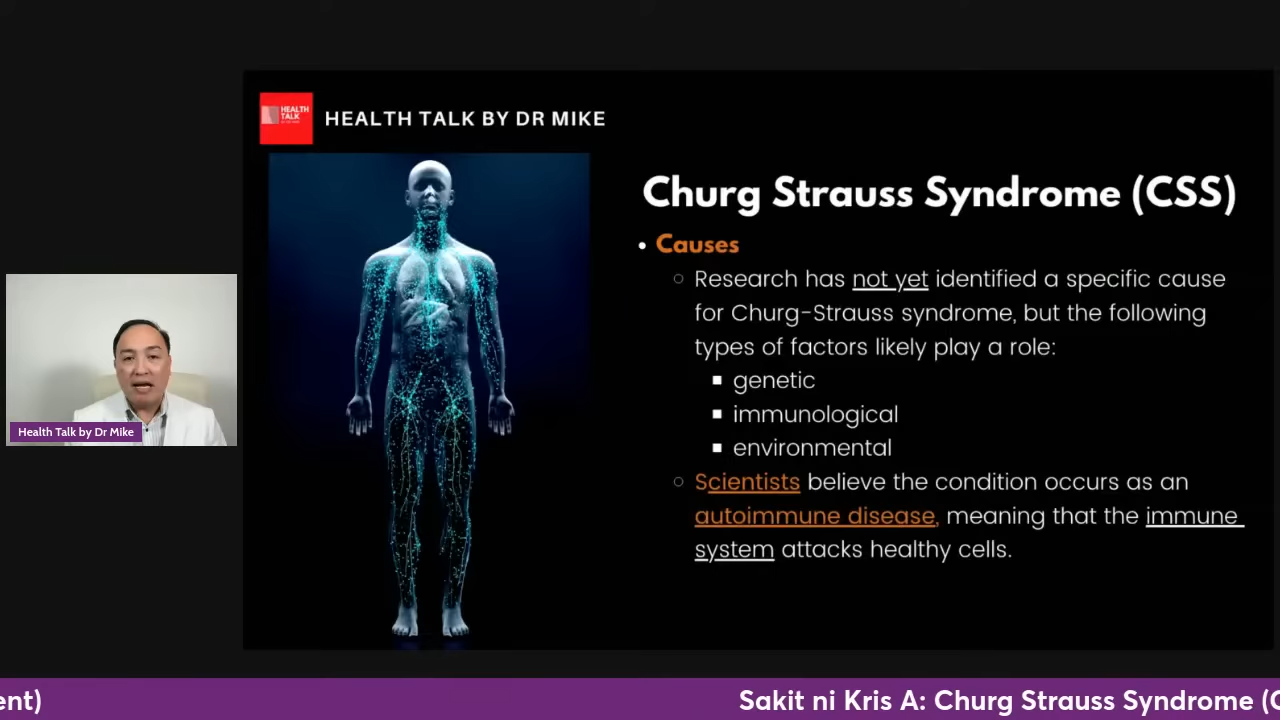 HEALTH
TALK
HEALTH TALK BY DR MIKE
Churg Strauss Syndrome (CSS)
• Causes
○ Research has not yet identified a specific cause
for Churg-Strauss syndrome, but the following
types of factors likely play a role:
▪ genetic
▪ immunological
▪ environmental
○ Scientists believe the condition occurs as an
autoimmune disease, meaning that the immune
system attacks healthy cells.
Health Talk by Dr Mike
ent) Sakit ni Kris A: Churg Strauss Syndrome (C